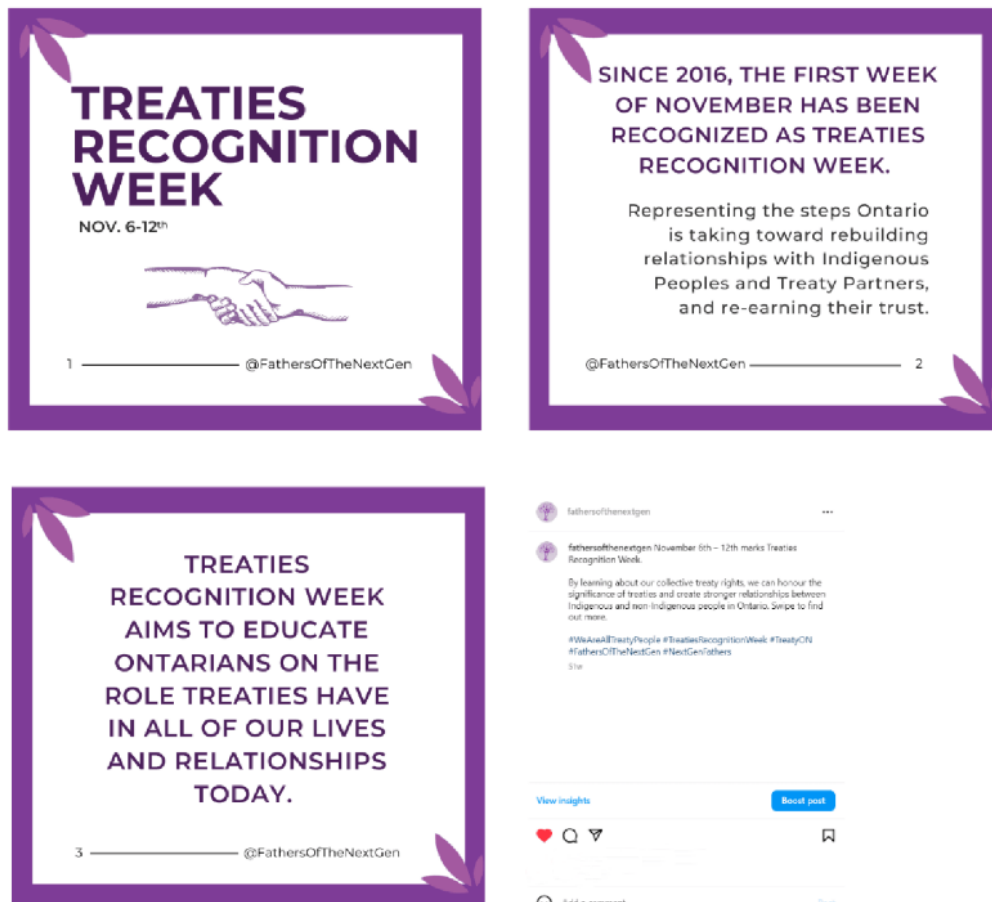 TREATIES
RECOGNITION
WEEK
NOV. 6-12th
1 @FathersOfTheNextGen
SINCE 2016, THE FIRST WEEK
OF NOVEMBER HAS BEEN
RECOGNIZED AS TREATIES
RECOGNITION WEEK.
Representing the steps Ontario
is taking toward rebuilding
relationships with Indigenous
Peoples and Treaty Partners,
and re-earning their trust.
@FathersOfTheNextGen 2
TREATIES
RECOGNITION WEEK
AIMS TO EDUCATE
ONTARIANS ON THE
ROLE TREATIES HAVE
IN ALL OF OUR LIVES
AND RELATIONSHIPS
TODAY.
3 @FathersOfTheNextGen
fathersofthenextgen
fathersofthenextgen November 6th – 12th marks Treaties
Recognition Week.
By learning about our collective treaty rights, we can honour the
significance of treaties and create stronger relationships between
Indigenous and non-Indigenous people in Ontario. Swipe to find
out more.
#WeAreAllTreatyPeople #TreatiesRecognitionWeek #TreatyON
#FathersOfTheNextGen #NextGenFathers
View insights
Boost post